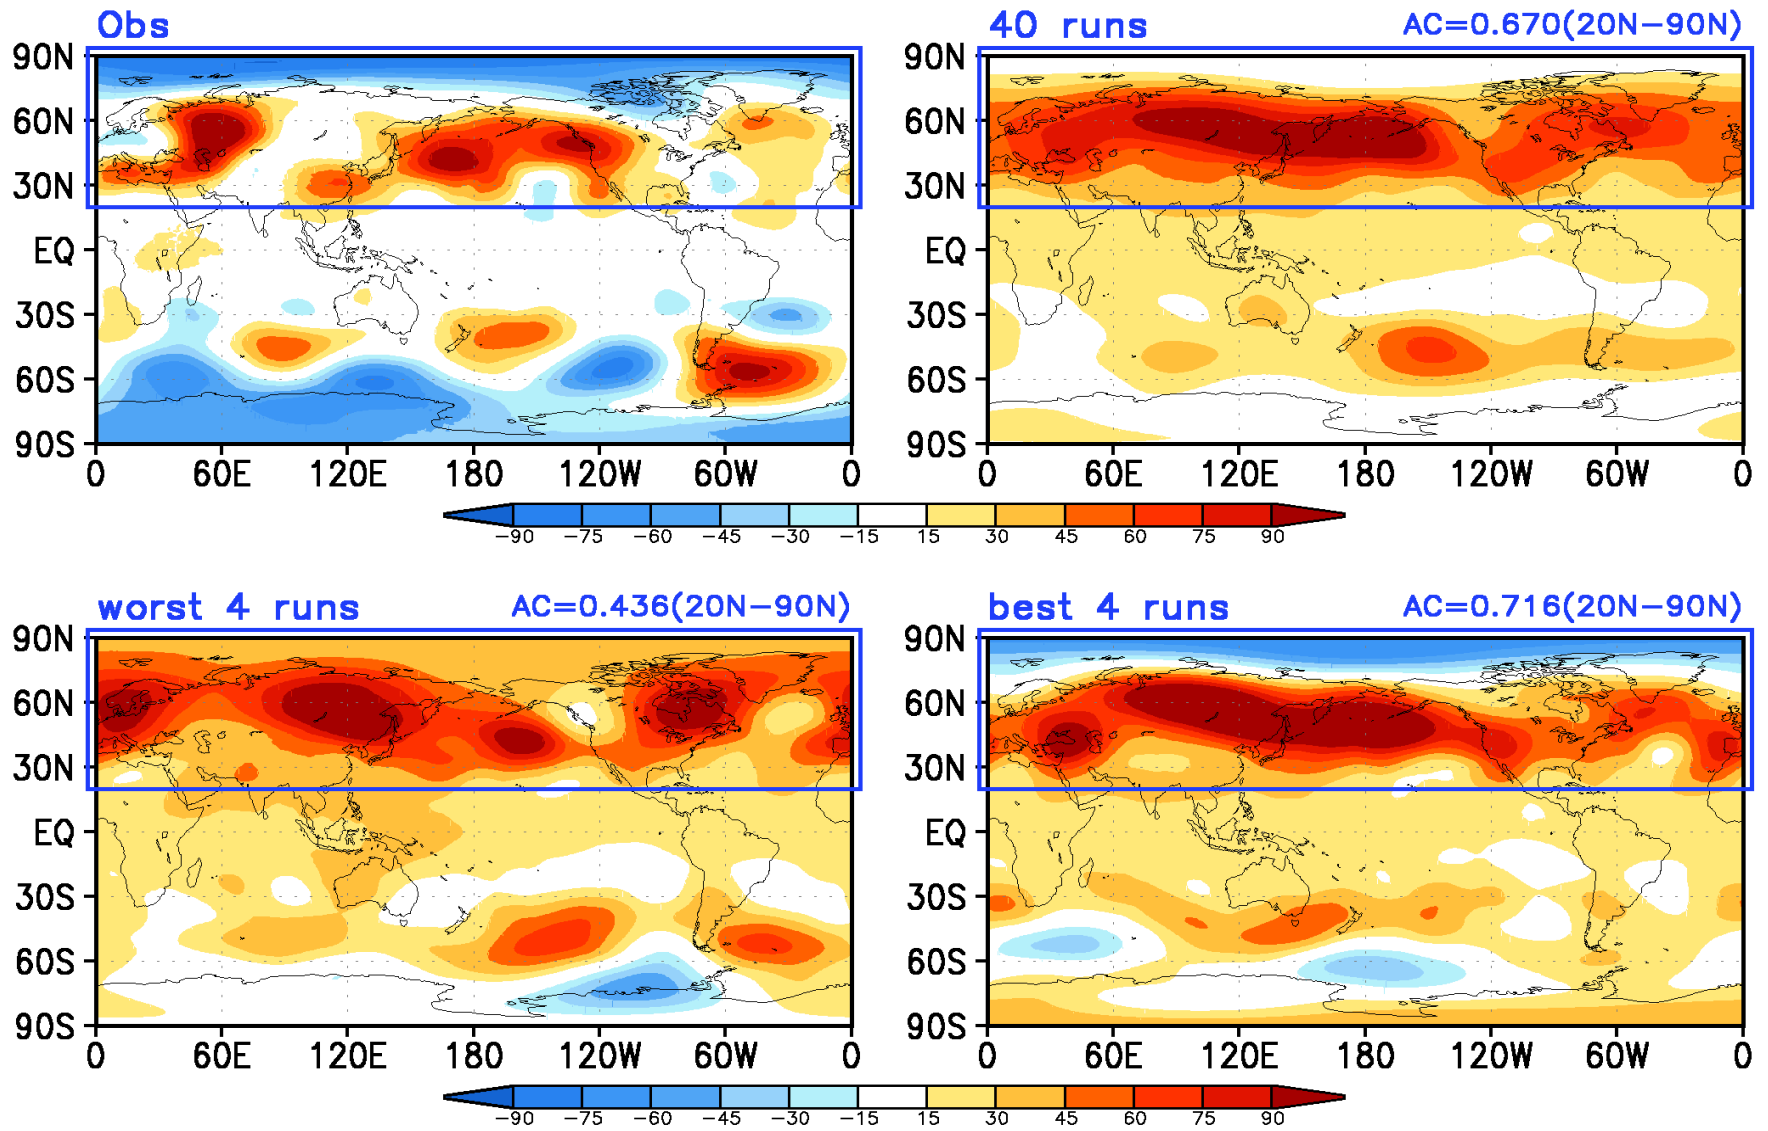 Obs
40 runs AC=0.670(20N−90N)
90N 90N
60N 60N
30N 30N
EQ EQ
30S 30S
60S 60S
90S 90S
0 60E 120E 180 120W 60W 0 0 60E 120E 180 120W 60W 0
−90 −75 −60 −45 −30 −15 15 30 45 60 75 90
worst 4 runs AC=0.436(20N−90N) best 4 runs AC=0.716(20N−90N)
90N 90N
60N 60N
30N 30N
EQ EQ
30S 30S
60S 60S
90S 90S
0 60E 120E 180 120W 60W 0 0 60E 120E 180 120W 60W 0
−90 −75 −60 −45 −30 −15 15 30 45 60 75 90